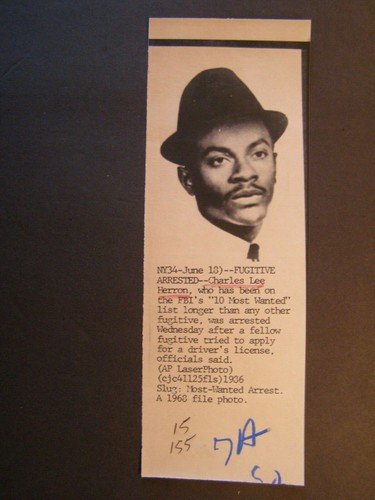 NY34-June 18)--FUGITIVE
ARRESTED--Charles Lee
Herron, who has been on
the FBI's "10 Most Wanted"
list longer than any other
fugitive, was arrested
Wednesday after a fellow
fugitive tried to apply
for a driver's license,
officials said.
(AP LaserPhoto)
(cjc41125fls)1986
Slug: Most-Wanted Arrest.
A 1968 file photo.
15
155